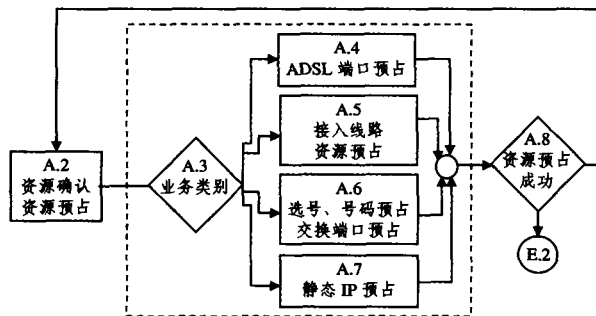 A.2
资源确认
资源预占
A.3
业务类别
A.4
ADSL 端口预占
A.5
接入线路
资源预占
A.6
选号、号码预占
交换端口预占
A.7
静态 IP 预占
A.8
资源预占
成功
E.2